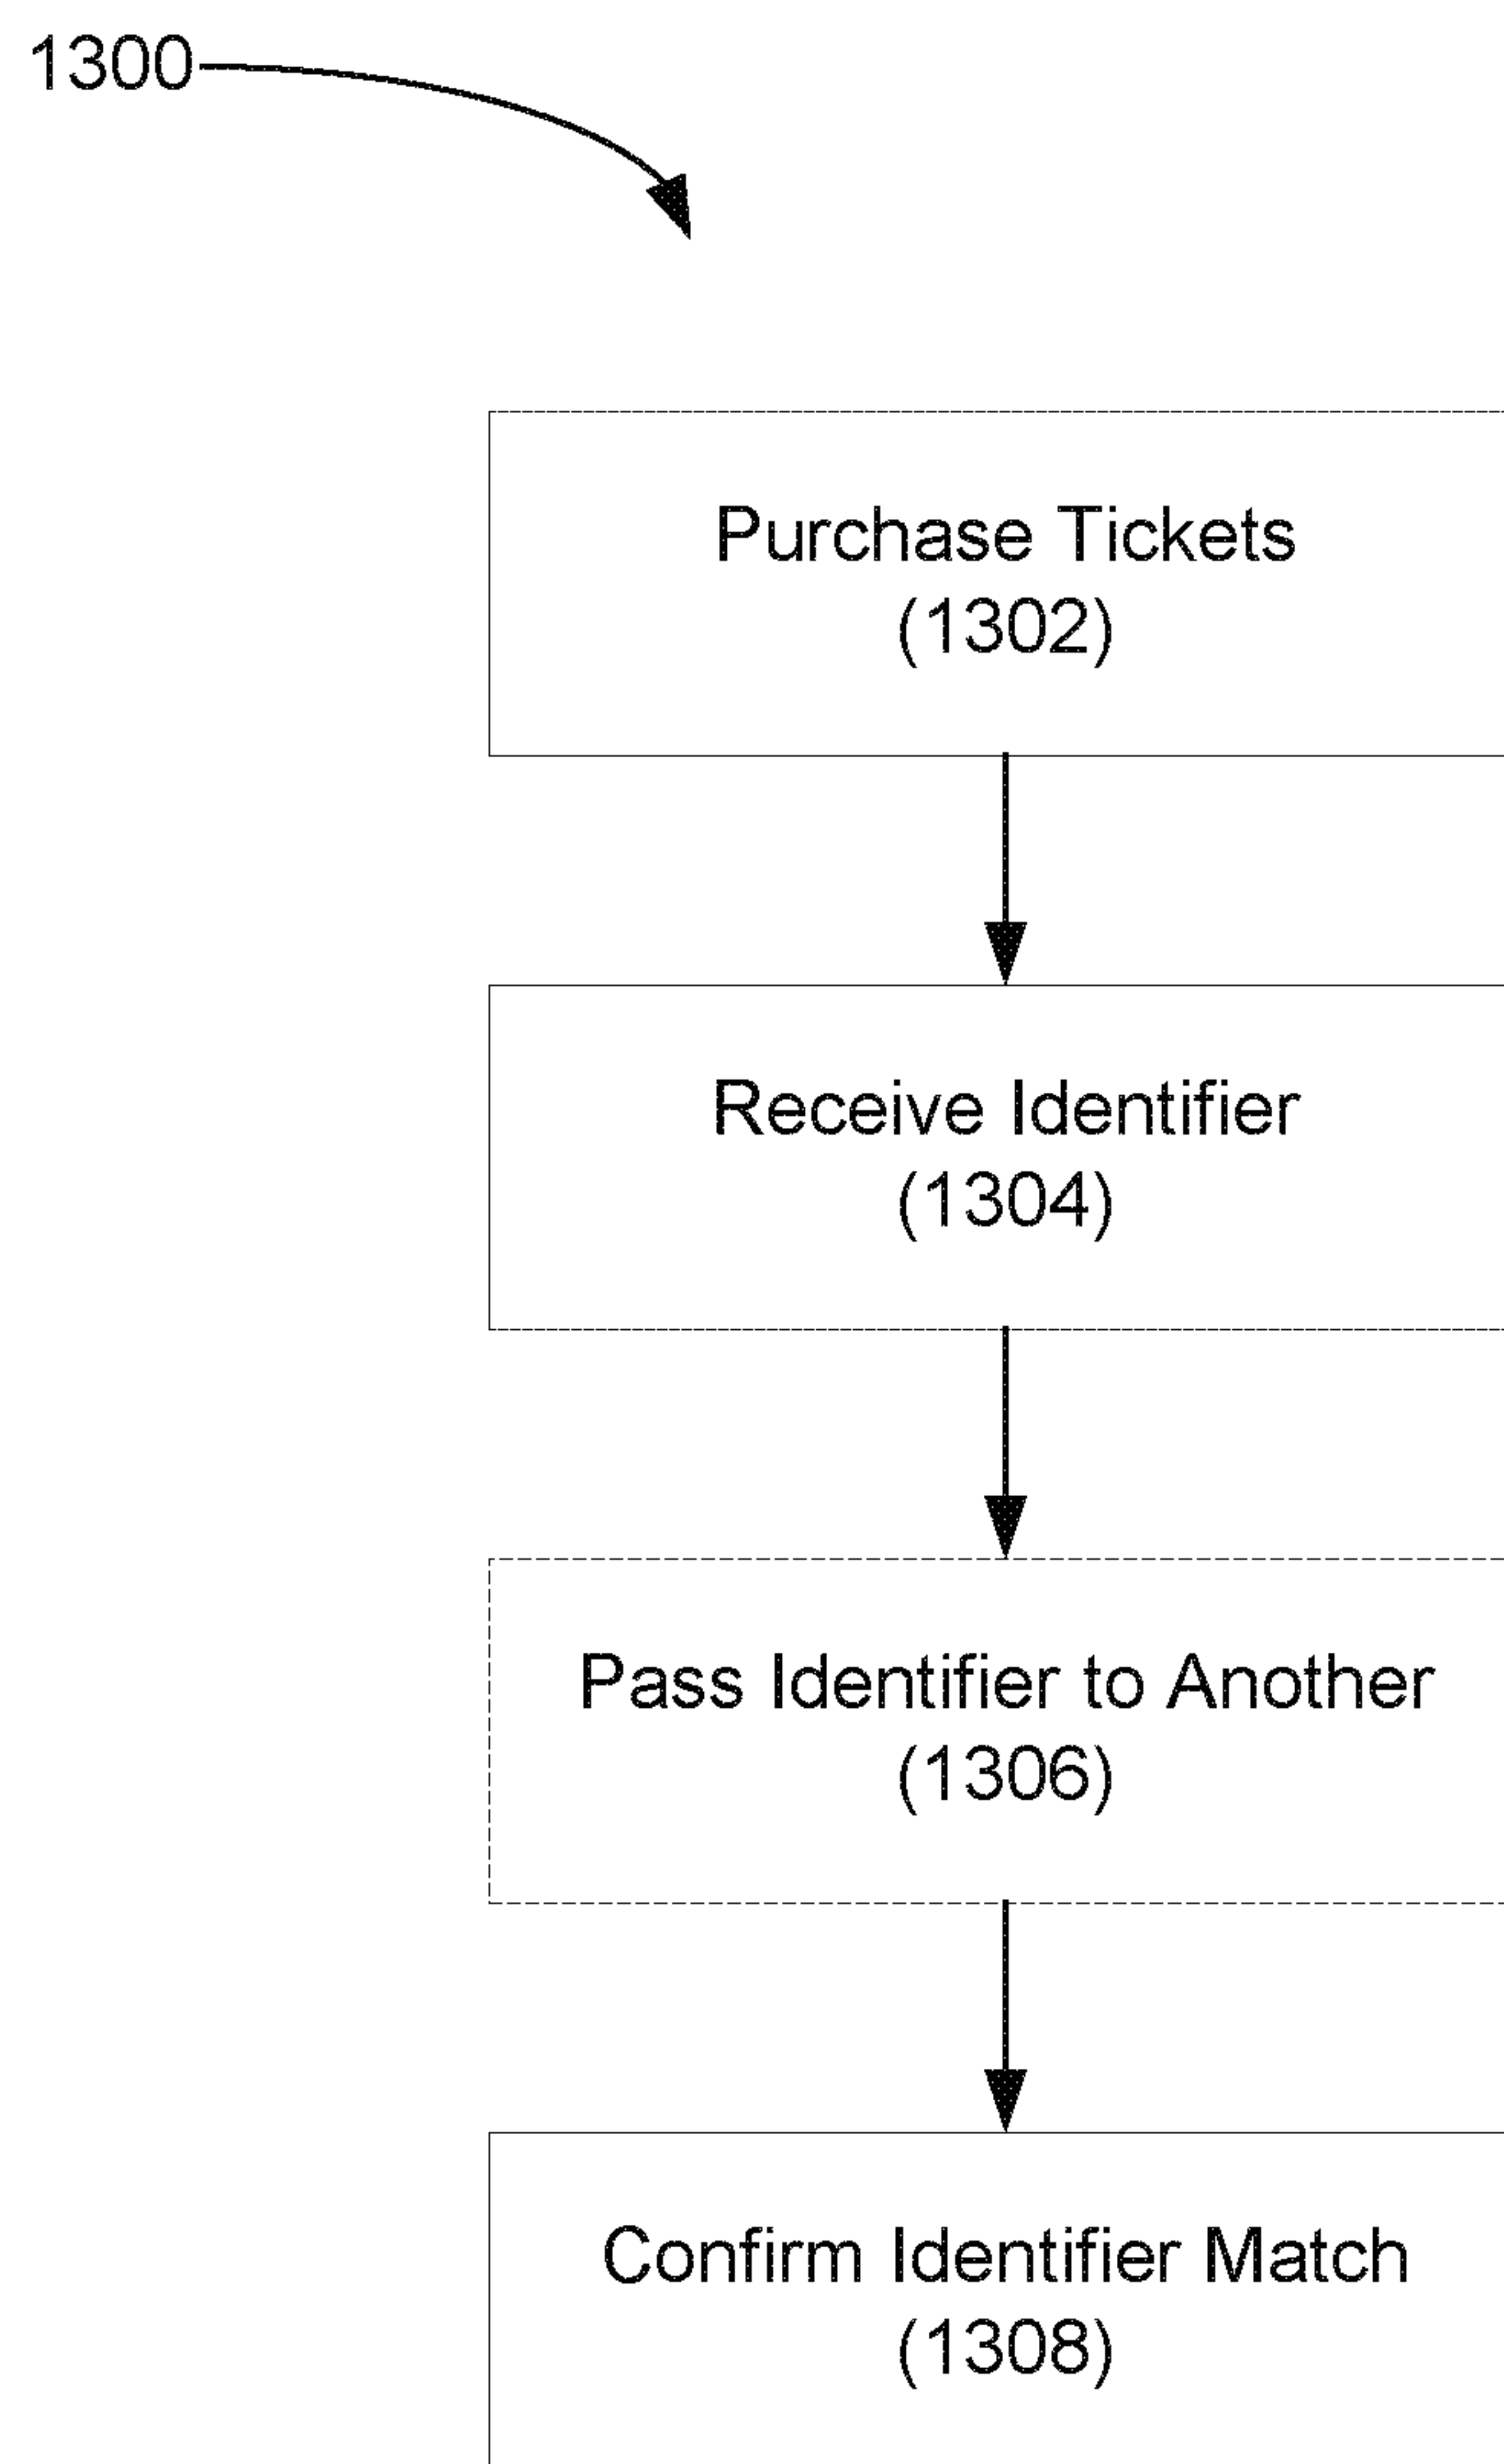 1300
Purchase Tickets
(1302)
Receive Identifier
(1304)
Pass Identifier to Another
(1306)
Confirm Identifier Match
(1308)